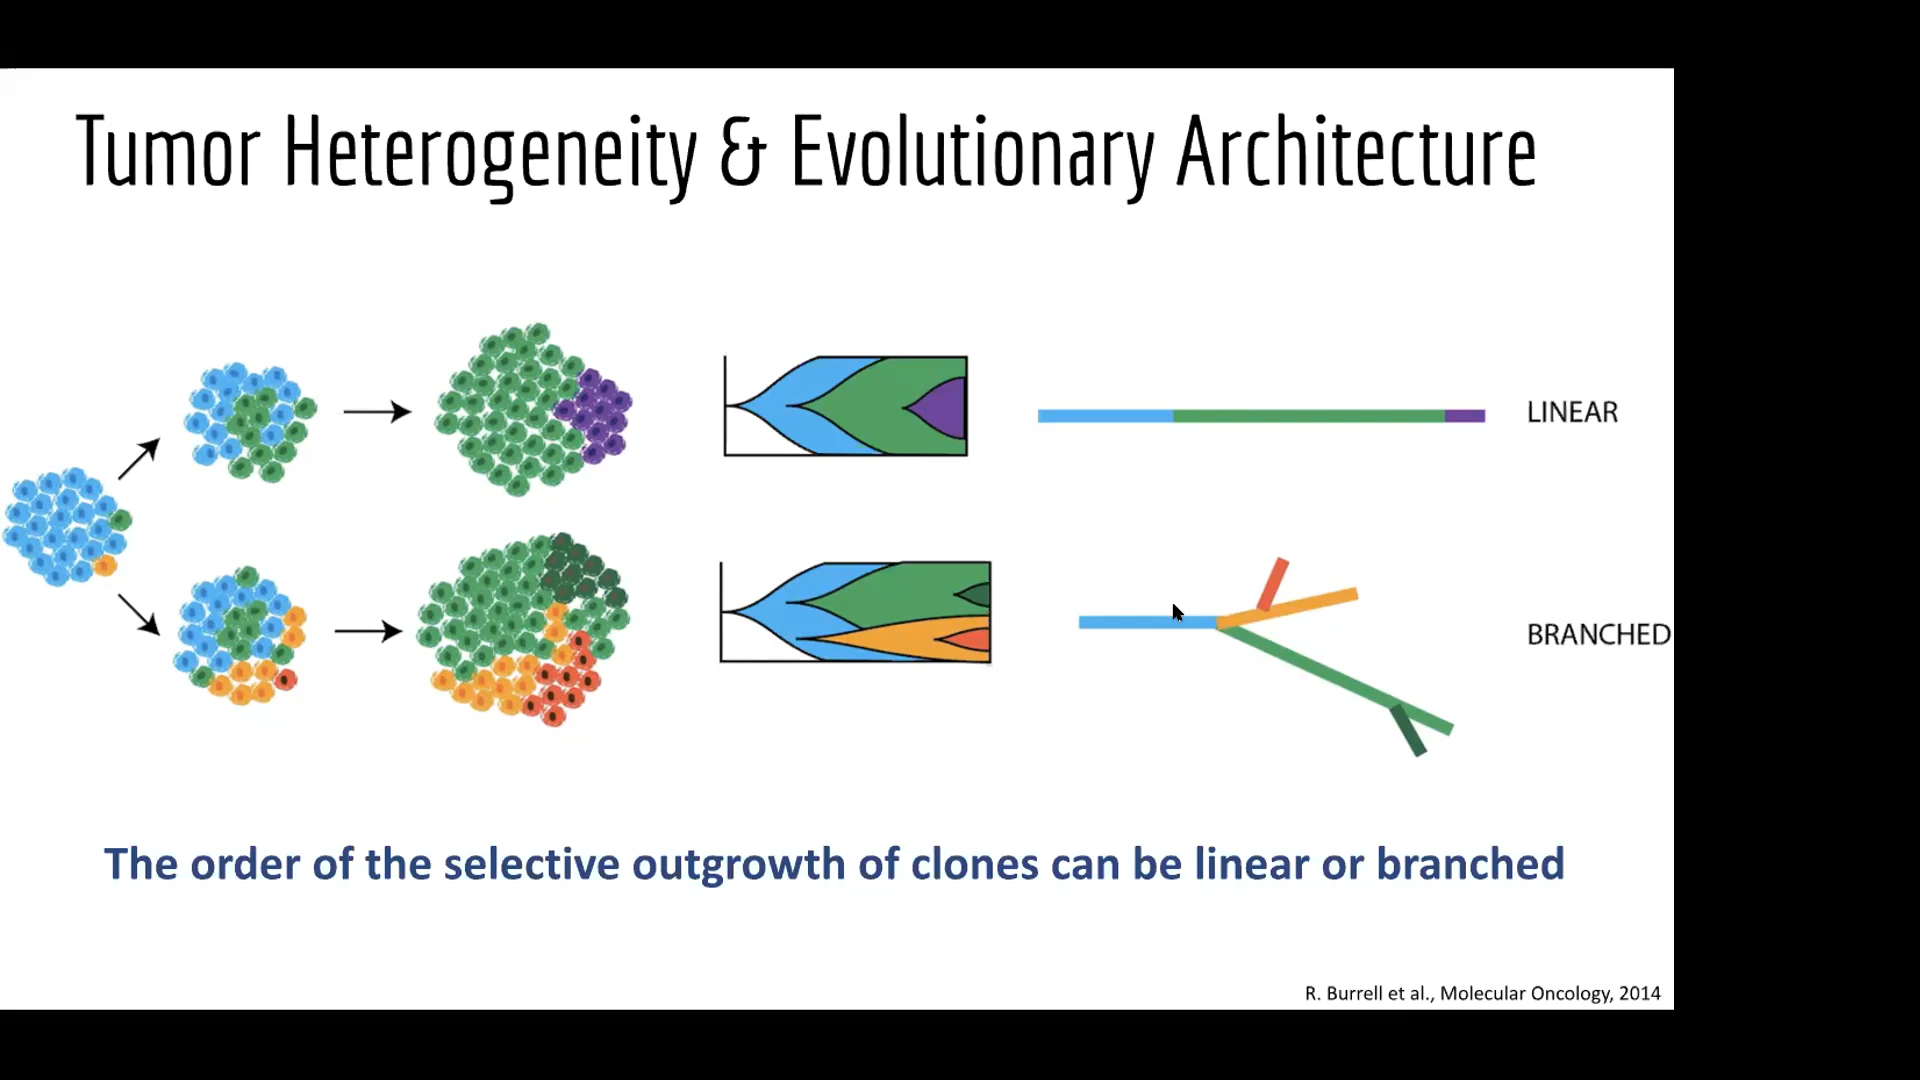 Tumor Heterogeneity & Evolutionary Architecture
LINEAR
BRANCHED
The order of the selective outgrowth of clones can be linear or branched
R. Burrell et al., Molecular Oncology, 2014